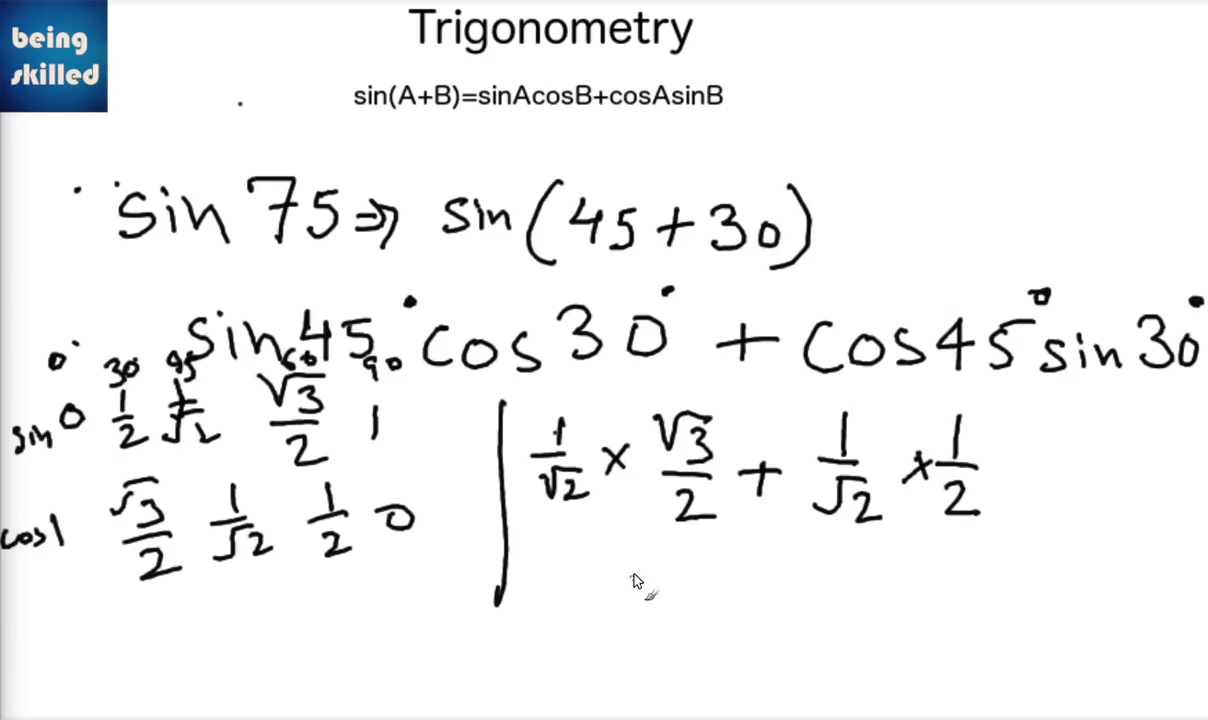 being
skilled
Trigonometry
sin(A+B)=sinAcosB+cosAsinB
sin 75 ⇒ sin(45+30)
sin45° cos30° + cos45° sin30°
0° 30 45 60 90
sin 0 1/2 1/√2 √3/2 1
cos 1 √3/2 1/√2 1/2 0
1/√2 × √3/2 + 1/√2 × 1/2